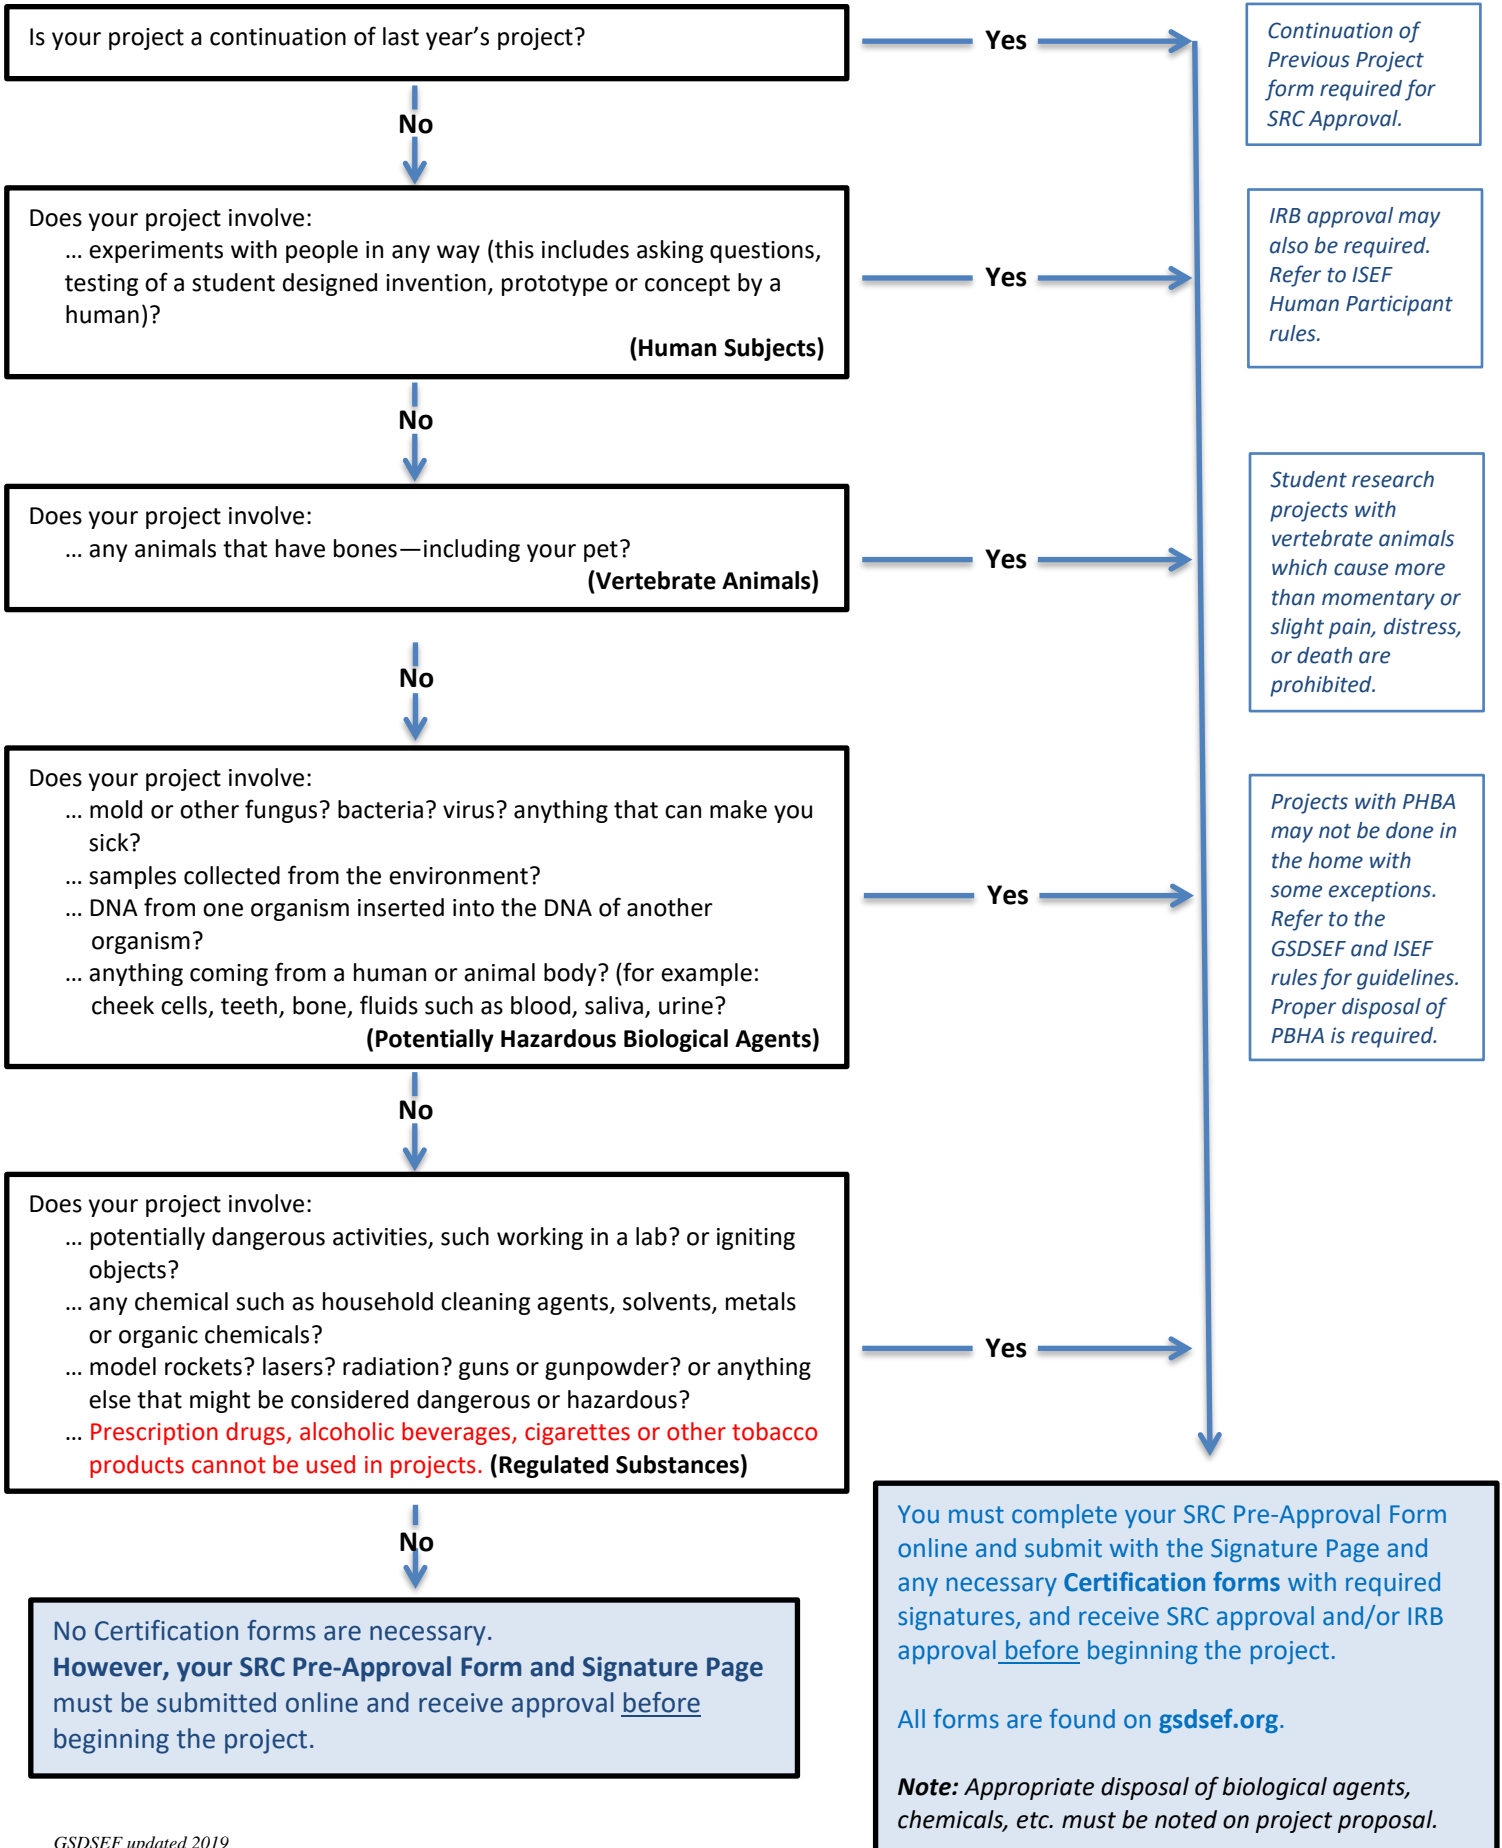 Is your project a continuation of last year’s project?
Yes
Continuation of
Previous Project
form required for
SRC Approval.
No
Does your project involve:
... experiments with people in any way (this includes asking questions,
testing of a student designed invention, prototype or concept by a
human)?
(Human Subjects)
Yes
IRB approval may
also be required.
Refer to ISEF
Human Participant
rules.
No
Does your project involve:
... any animals that have bones—including your pet?
(Vertebrate Animals)
Yes
Student research
projects with
vertebrate animals
which cause more
than momentary or
slight pain, distress,
or death are
prohibited.
No
Does your project involve:
... mold or other fungus? bacteria? virus? anything that can make you
sick?
... samples collected from the environment?
... DNA from one organism inserted into the DNA of another
organism?
... anything coming from a human or animal body? (for example:
cheek cells, teeth, bone, fluids such as blood, saliva, urine?
(Potentially Hazardous Biological Agents)
Yes
Projects with PHBA
may not be done in
the home with
some exceptions.
Refer to the
GSDSEF and ISEF
rules for guidelines.
Proper disposal of
PBHA is required.
No
Does your project involve:
... potentially dangerous activities, such working in a lab? or igniting
objects?
... any chemical such as household cleaning agents, solvents, metals
or organic chemicals?
... model rockets? lasers? radiation? guns or gunpowder? or anything
else that might be considered dangerous or hazardous?
... Prescription drugs, alcoholic beverages, cigarettes or other tobacco
products cannot be used in projects. (Regulated Substances)
Yes
No
No Certification forms are necessary.
However, your SRC Pre-Approval Form and Signature Page
must be submitted online and receive approval before
beginning the project.
You must complete your SRC Pre-Approval Form
online and submit with the Signature Page and
any necessary Certification forms with required
signatures, and receive SRC approval and/or IRB
approval before beginning the project.
All forms are found on gsdsef.org.
Note: Appropriate disposal of biological agents,
chemicals, etc. must be noted on project proposal.
GSDSEF updated 2019